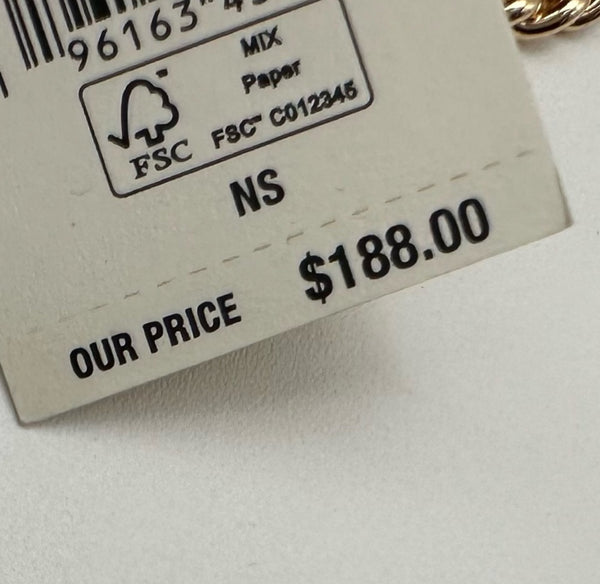 96163
MIX
Paper
FSC FSC™ C012345
NS
OUR PRICE $188.00